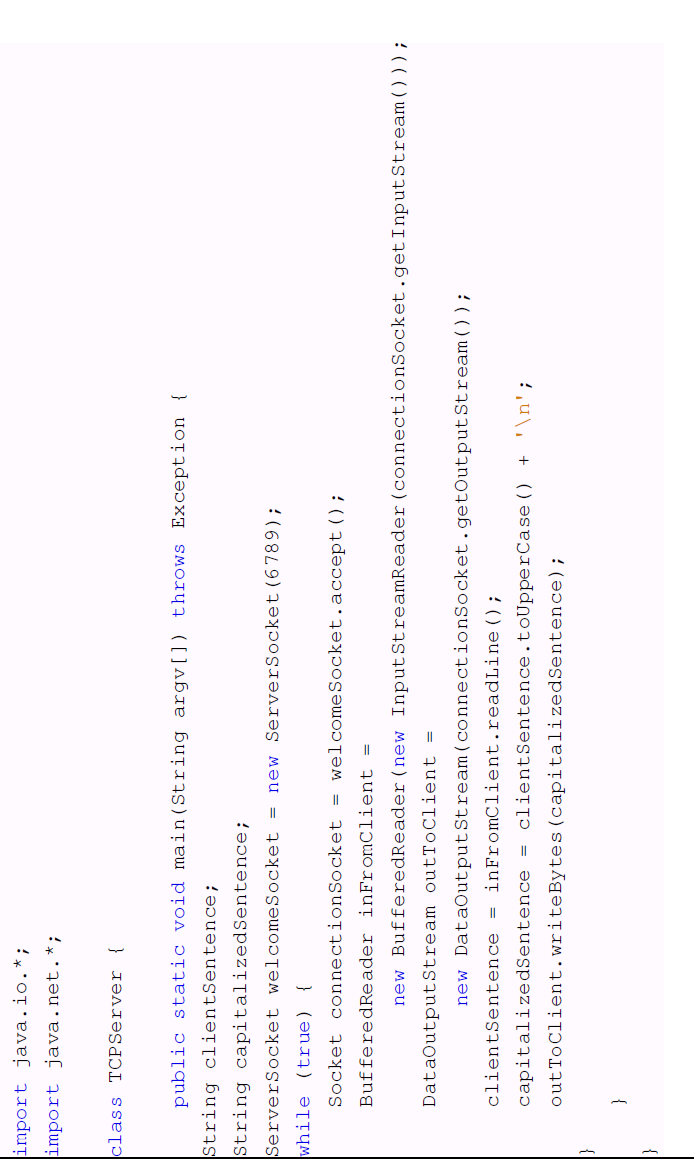 import java.io.*;
import java.net.*;
class TCPServer {
public static void main(String argv[]) throws Exception {
String clientSentence;
String capitalizedSentence;
ServerSocket welcomeSocket = new ServerSocket(6789);
while (true) {
Socket connectionSocket = welcomeSocket.accept();
BufferedReader inFromClient =
new BufferedReader(new InputStreamReader(connectionSocket.getInputStream()));
DataOutputStream outToClient =
new DataOutputStream(connectionSocket.getOutputStream());
clientSentence = inFromClient.readLine();
capitalizedSentence = clientSentence.toUpperCase() + '\n';
outToClient.writeBytes(capitalizedSentence);
}
}
}